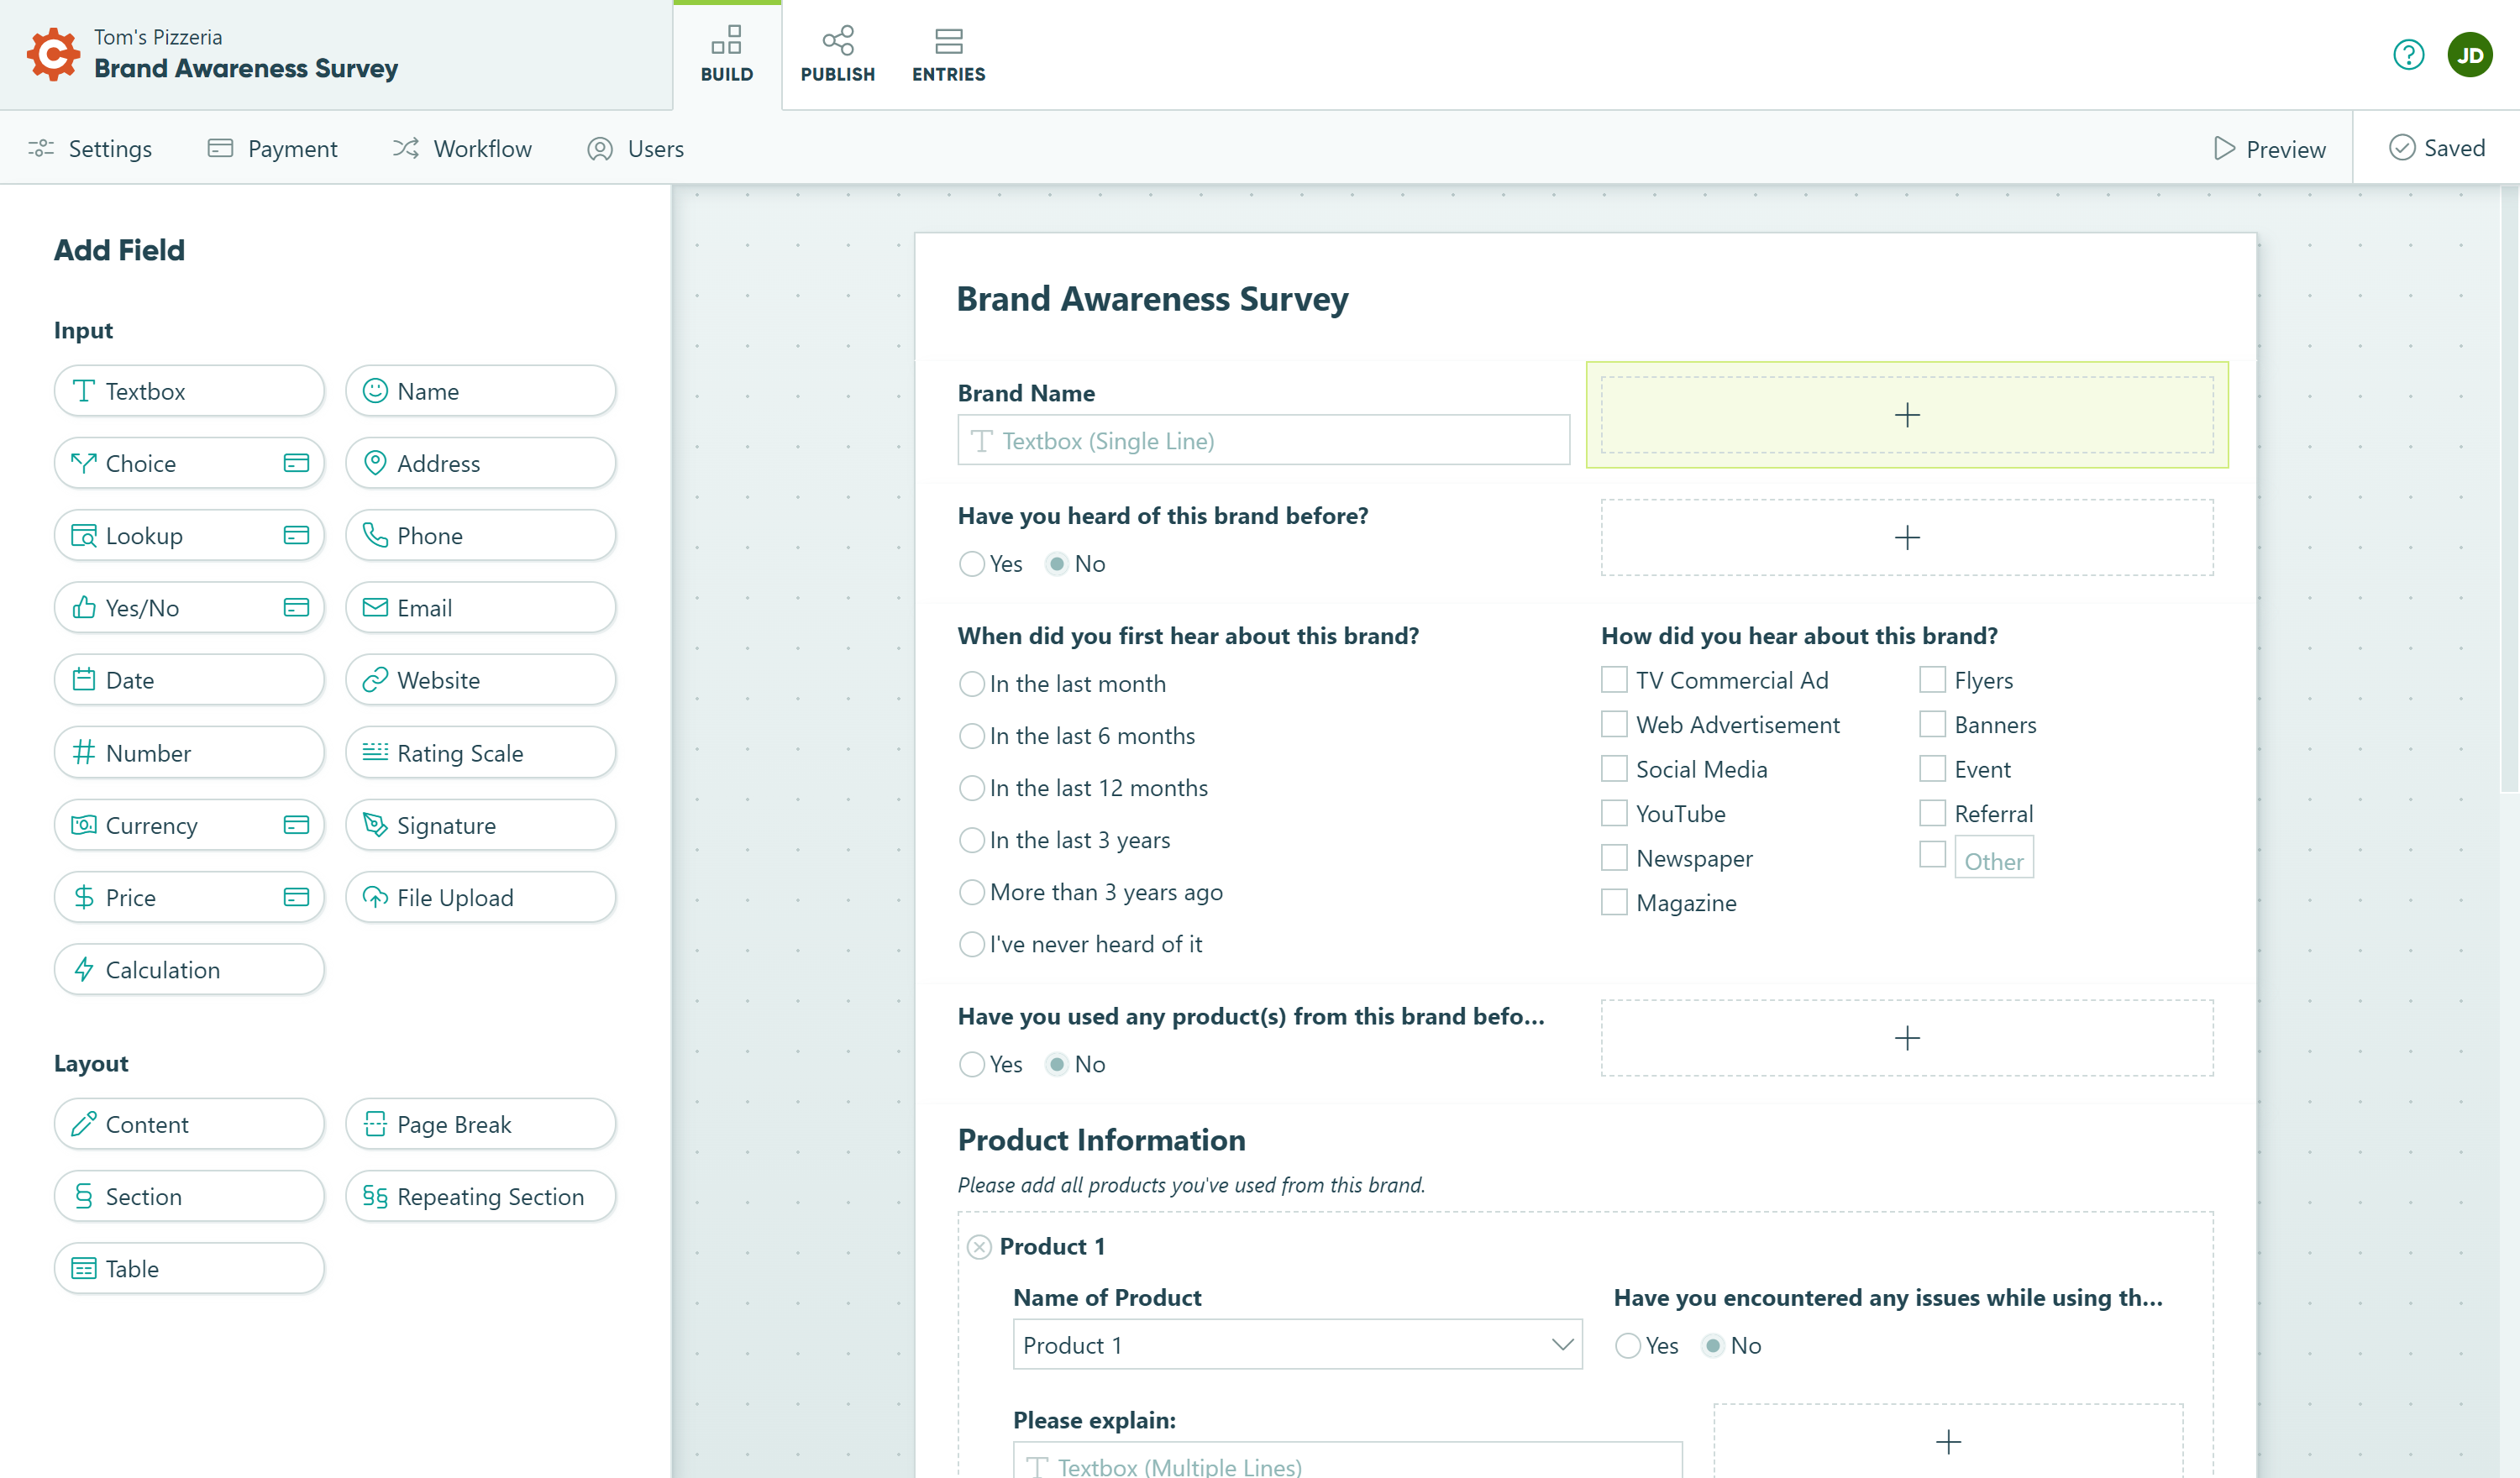 Tom's Pizzeria
Brand Awareness Survey
BUILD
PUBLISH
ENTRIES
JD
Settings
Payment
Workflow
Users
Preview
Saved
Add Field
Input
Textbox
Name
Choice
Address
Lookup
Phone
Yes/No
Email
Date
Website
Number
Rating Scale
Currency
Signature
Price
File Upload
Calculation
Layout
Content
Page Break
Section
Repeating Section
Table
Brand Awareness Survey
Brand Name
Textbox (Single Line)
Have you heard of this brand before?
Yes No
When did you first hear about this brand?
In the last month
In the last 6 months
In the last 12 months
In the last 3 years
More than 3 years ago
I've never heard of it
How did you hear about this brand?
TV Commercial Ad
Web Advertisement
Social Media
YouTube
Newspaper
Magazine
Flyers
Banners
Event
Referral
Other
Have you used any product(s) from this brand befo...
Yes No
Product Information
Please add all products you've used from this brand.
Product 1
Name of Product
Product 1
Have you encountered any issues while using th...
Yes No
Please explain:
Textbox (Multiple Lines)